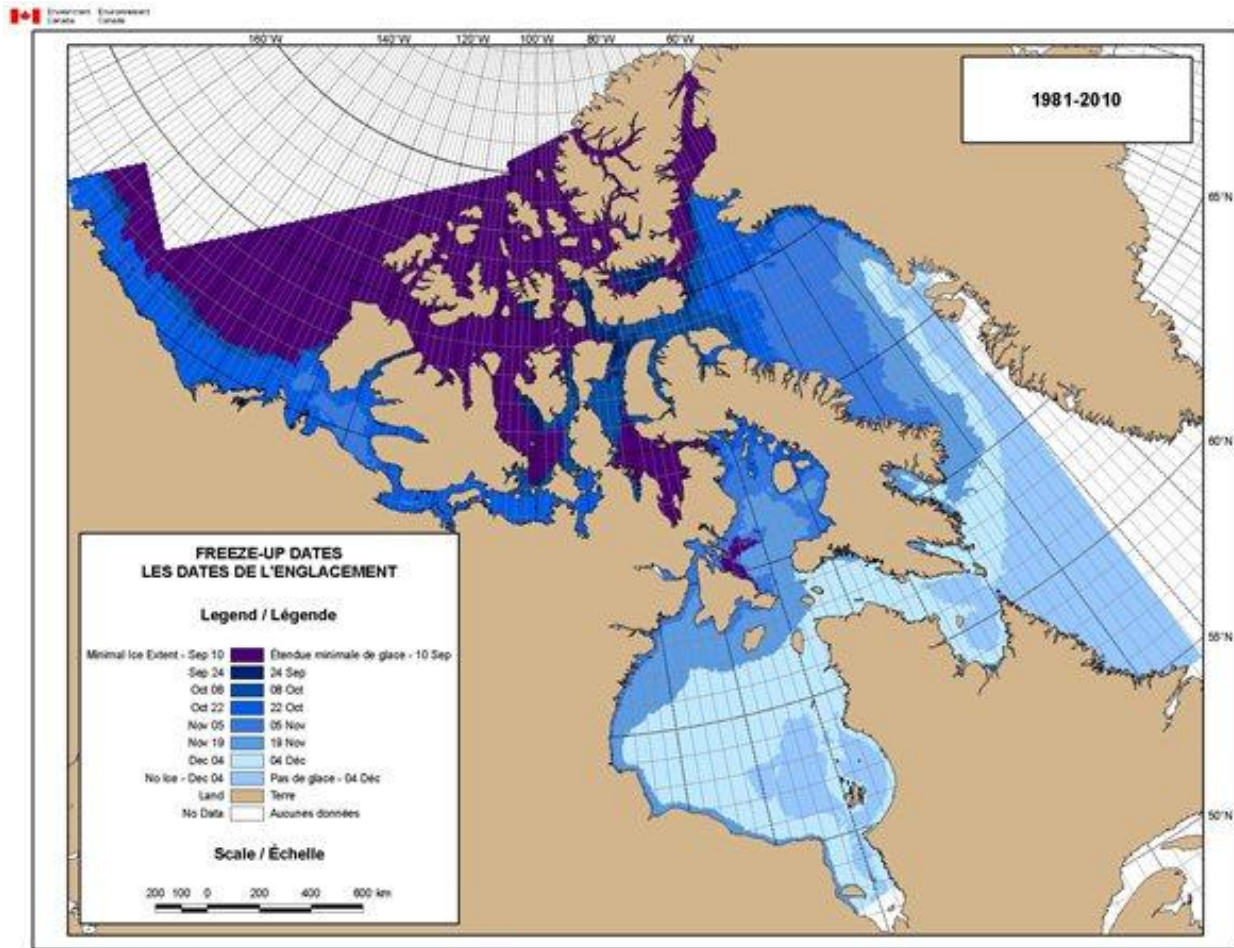 Environment Environnement
Canada Canada
160°W 140°W 120°W 100°W 80°W 60°W
1981-2010
65°N
60°N
55°N
50°N
FREEZE-UP DATES
LES DATES DE L'ENGLACEMENT
Legend / Légende
Minimal Ice Extent - Sep 10 Étendue minimale de glace - 10 Sep
Sep 24 24 Sep
Oct 08 08 Oct
Oct 22 22 Oct
Nov 05 05 Nov
Nov 19 19 Nov
Dec 04 04 Déc
No Ice - Dec 04 Pas de glace - 04 Déc
Land Terre
No Data Aucunes données
Scale / Échelle
200 100 0 200 400 600 km